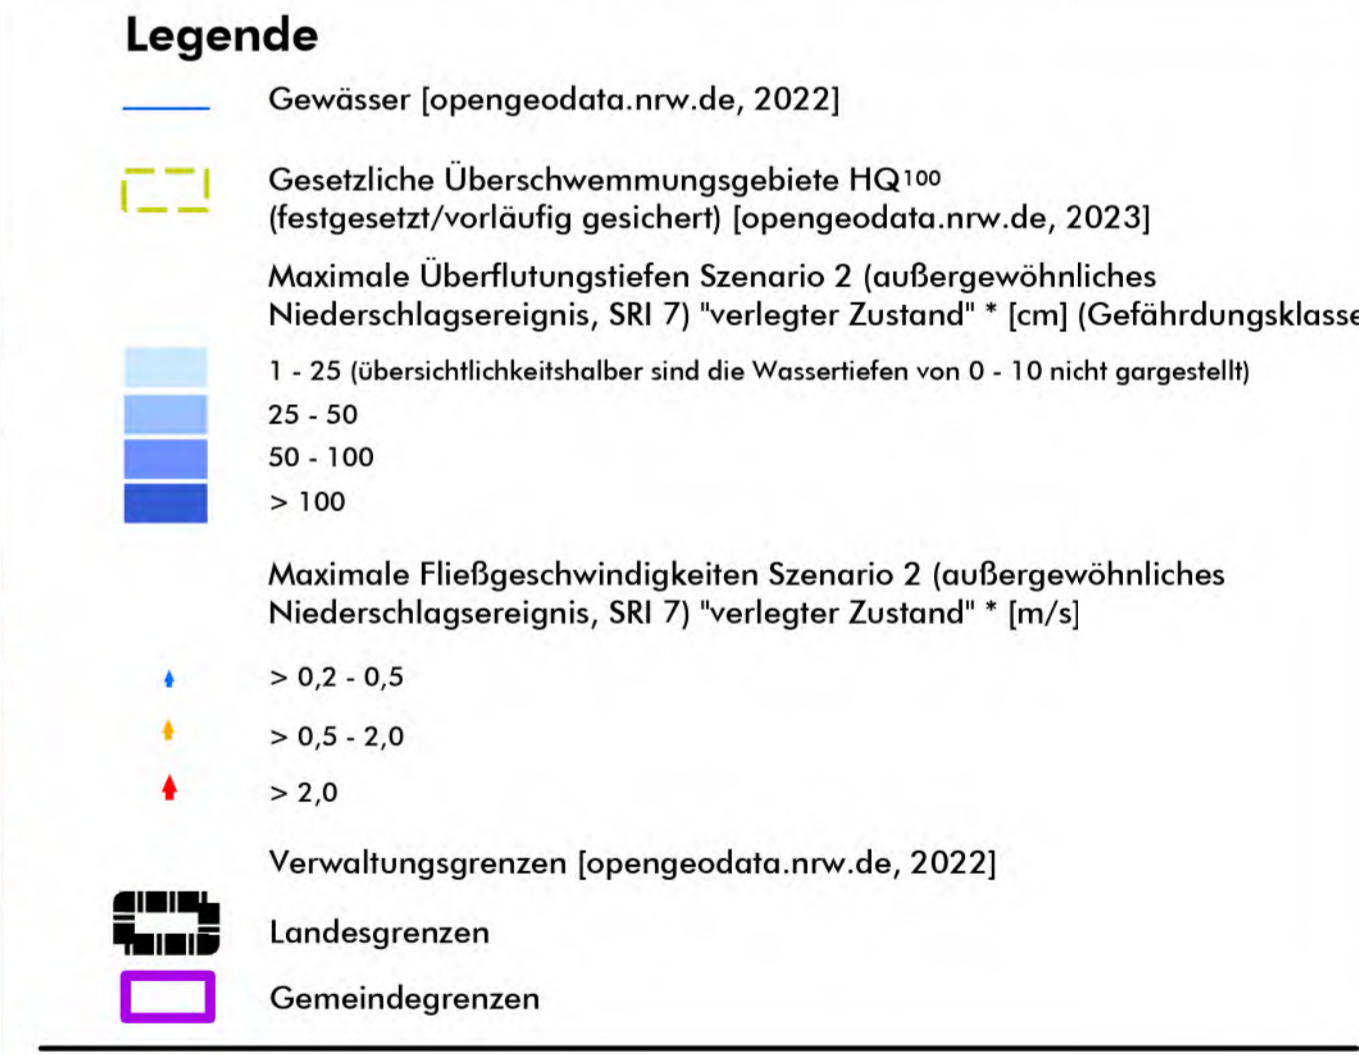 Legende
Gewässer [opengeodata.nrw.de, 2022]
Gesetzliche Überschwemmungsgebiete HQ100
(festgesetzt/vorläufig gesichert) [opengeodata.nrw.de, 2023]
Maximale Überflutungstiefen Szenario 2 (außergewöhnliches
Niederschlagsereignis, SRI 7) "verlegter Zustand" * [cm] (Gefährdungsklasse
1 - 25 (übersichtlichkeitshalber sind die Wassertiefen von 0 - 10 nicht gargestellt)
25 - 50
50 - 100
> 100
Maximale Fließgeschwindigkeiten Szenario 2 (außergewöhnliches
Niederschlagsereignis, SRI 7) "verlegter Zustand" * [m/s]
> 0,2 - 0,5
> 0,5 - 2,0
> 2,0
Verwaltungsgrenzen [opengeodata.nrw.de, 2022]
Landesgrenzen
Gemeindegrenzen